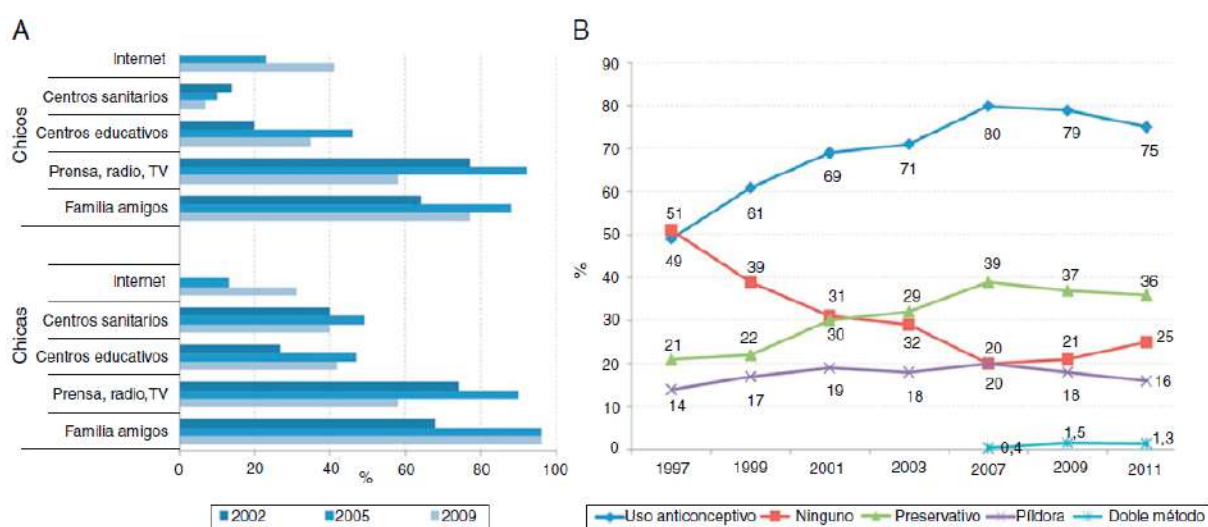 A
Chicos
Internet
Centros sanitarios
Centros educativos
Prensa, radio, TV
Familia amigos
Chicas
Internet
Centros sanitarios
Centros educativos
Prensa, radio,TV
Familia amigos
0 20 40 60 80 100
%
2002 2005 2009
B
%
90
80
70
60
50
40
30
20
10
0
49 61 69 71 80 79 75
51 39 31 29 20 21 25
21 22 30 32 39 37 36
14 17 19 18 20 18 16
0,4 1,5 1,3
1997 1999 2001 2003 2007 2009 2011
Uso anticonceptivo Ninguno Preservativo Píldora Doble método